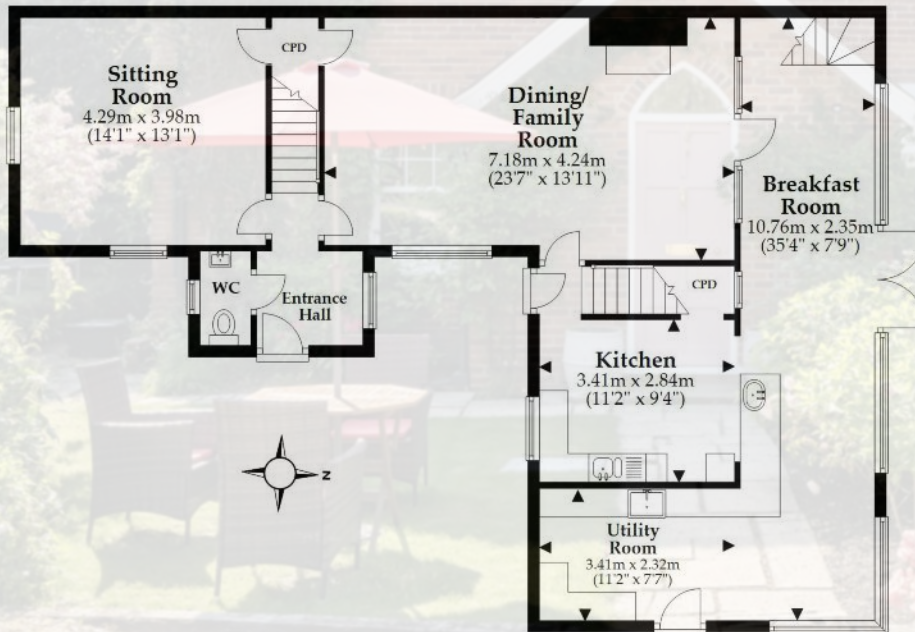 CPD
Sitting
Room
4.29m x 3.98m
(14'1" x 13'1")
Dining/
Family
Room
7.18m x 4.24m
(23'7" x 13'11")
Breakfast
Room
10.76m x 2.35m
(35'4" x 7'9")
WC
Entrance
Hall
CPD
Kitchen
3.41m x 2.84m
(11'2" x 9'4")
Z
Utility
Room
3.41m x 2.32m
(11'2" x 7'7")